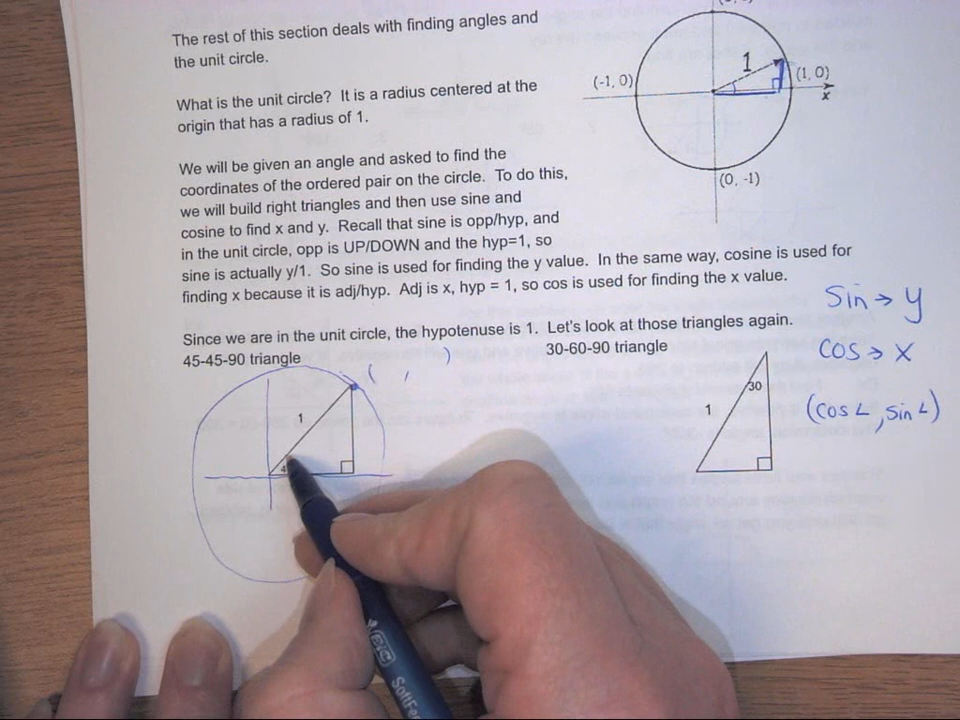 The rest of this section deals with finding angles and
the unit circle.
1
(-1, 0)
(1, 0)
x
What is the unit circle? It is a radius centered at the
origin that has a radius of 1.
(0, -1)
We will be given an angle and asked to find the
coordinates of the ordered pair on the circle. To do this,
we will build right triangles and then use sine and
cosine to find x and y. Recall that sine is opp/hyp, and
in the unit circle, opp is UP/DOWN and the hyp=1, so
sine is actually y/1. So sine is used for finding the y value. In the same way, cosine is used for
finding x because it is adj/hyp. Adj is x, hyp = 1, so cos is used for finding the x value.
Sin → y
Since we are in the unit circle, the hypotenuse is 1. Let's look at those triangles again.
45-45-90 triangle
30-60-90 triangle
cos → x
( , )
1
30
1
(cos ∠, sin ∠)
4
BIC
SoftFe